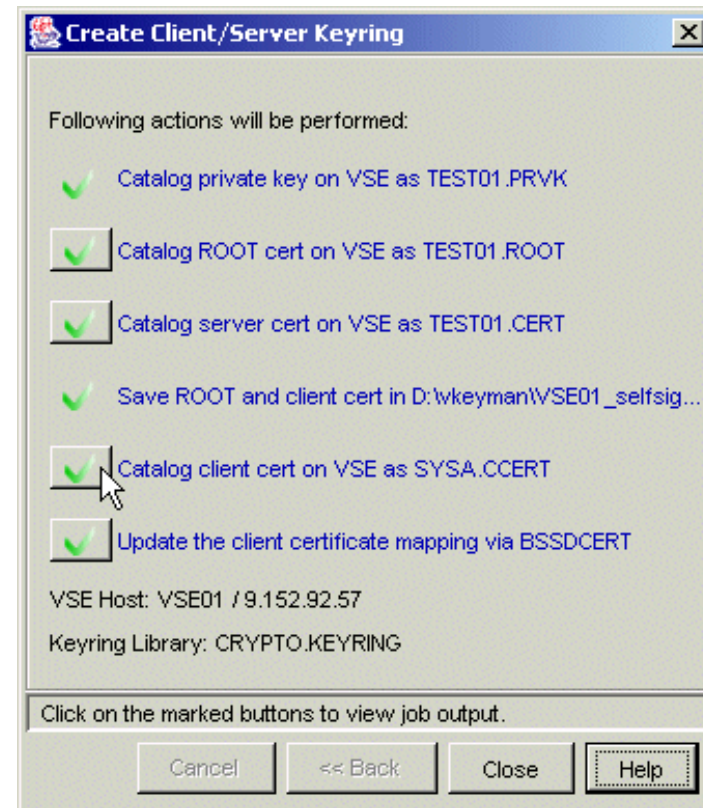 Create Client/Server Keyring
Following actions will be performed:
Catalog private key on VSE as TEST01.PRVK
Catalog ROOT cert on VSE as TEST01.ROOT
Catalog server cert on VSE as TEST01.CERT
Save ROOT and client cert in D:\vkeyman\VSE01_selfsig...
Catalog client cert on VSE as SYSA.CCERT
Update the client certificate mapping via BSSDCERT
VSE Host: VSE01 / 9.152.92.57
Keyring Library: CRYPTO.KEYRING
Click on the marked buttons to view job output.
Cancel << Back Close Help